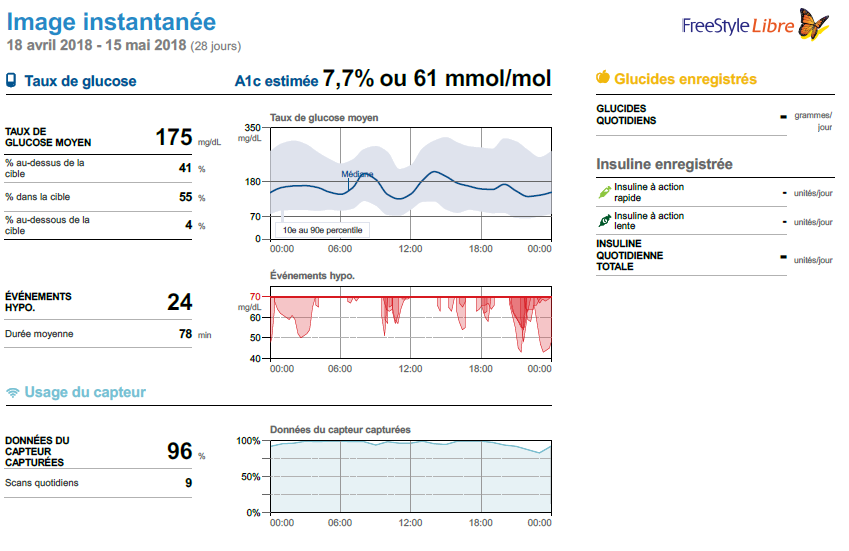 Image instantanée
18 avril 2018 - 15 mai 2018 (28 jours)
FreeStyle Libre
Taux de glucose
A1c estimée 7,7% ou 61 mmol/mol
TAUX DE
GLUCOSE MOYEN
175 mg/dL
% au-dessus de la
cible
41 %
% dans la cible
55 %
% au-dessous de la
cible
4 %
Taux de glucose moyen
350
mg/dL
180
70
0
Médiane
10e au 90e percentile
00:00 06:00 12:00 18:00 00:00
ÉVÉNEMENTS
HYPO.
24
Durée moyenne
78 min
Événements hypo.
70
mg/dL
60
50
40
00:00 06:00 12:00 18:00 00:00
Usage du capteur
DONNÉES DU
CAPTEUR
CAPTURÉES
96 %
Scans quotidiens
9
Données du capteur capturées
100%
50%
0%
00:00 06:00 12:00 18:00 00:00
Glucides enregistrés
GLUCIDES
QUOTIDIENS
-
grammes/
jour
Insuline enregistrée
Insuline à action
rapide
- unités/jour
Insuline à action
lente
- unités/jour
INSULINE
QUOTIDIENNE
TOTALE
- unités/jour